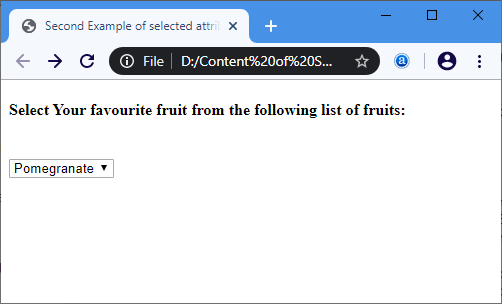 Second Example of selected attri
File D:/Content%20of%20S...
a
Select Your favourite fruit from the following list of fruits:
Pomegranate